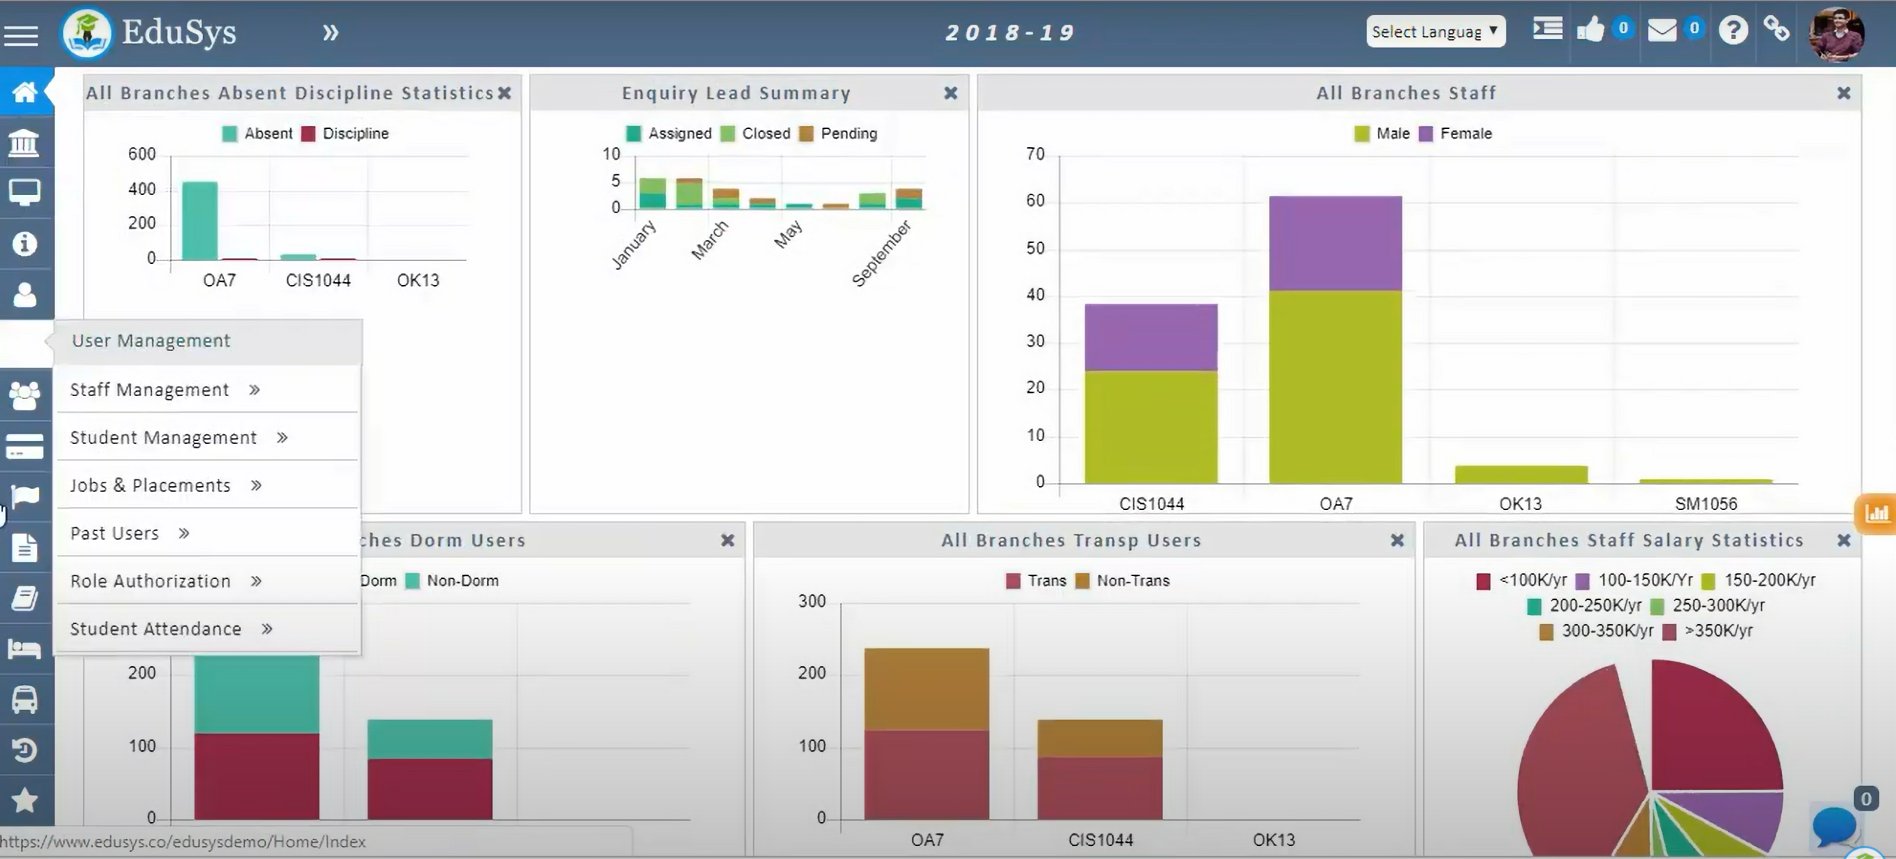 EduSys
»
2018-19
Select Languag
0
0
All Branches Absent Discipline Statistics
Absent Discipline
600
400
200
0
OA7 CIS1044 OK13
Enquiry Lead Summary
Assigned Closed Pending
10
5
0
January March May September
All Branches Staff
Male Female
70
60
50
40
30
20
10
0
CIS1044 OA7 OK13 SM1056
User Management
Staff Management »
Student Management »
Jobs & Placements »
Past Users »
Role Authorization »
Student Attendance »
ches Dorm Users
Dorm Non-Dorm
200
100
0
All Branches Transp Users
Trans Non-Trans
300
200
100
0
OA7 CIS1044 OK13
All Branches Staff Salary Statistics
<100K/yr 100-150K/Yr 150-200K/yr
200-250K/yr 250-300K/yr
300-350K/yr >350K/yr
0
https://www.edusys.co/edusysdemo/Home/Index